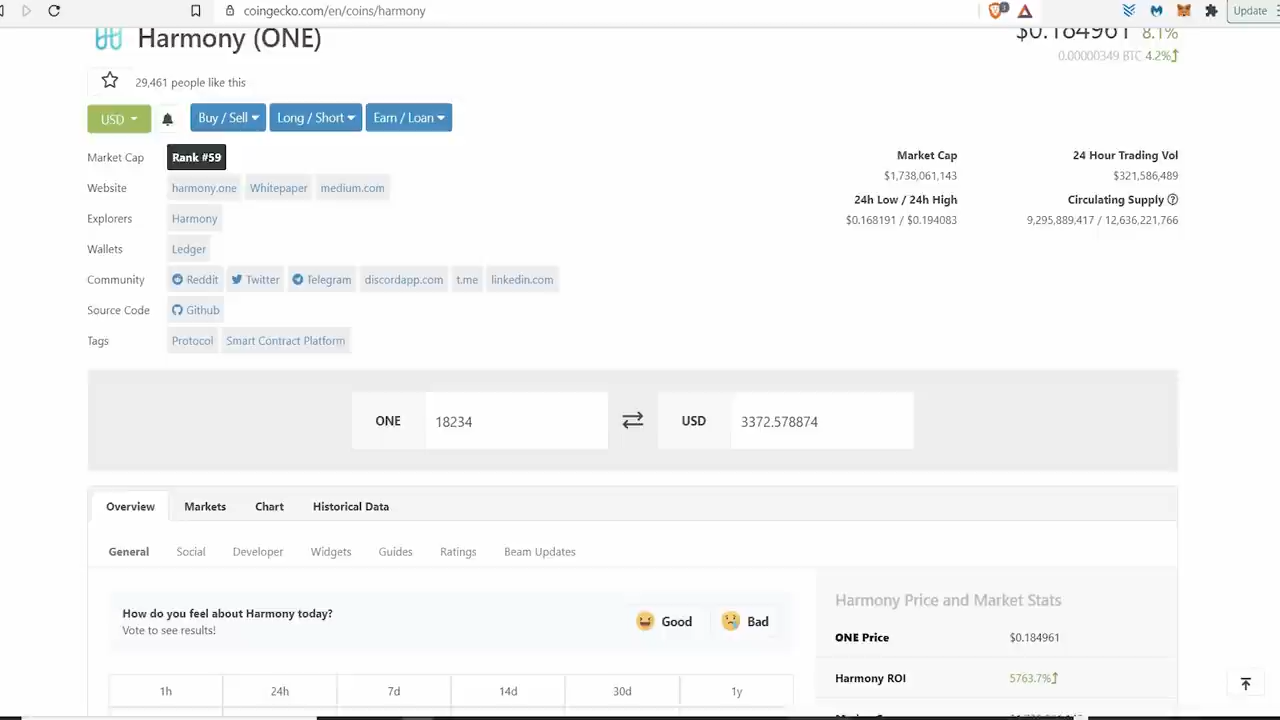 coingecko.com/en/coins/harmony
Update
Harmony (ONE)
$0.184961 8.1%
0.00000349 BTC 4.2%
29,461 people like this
USD
Buy / Sell
Long / Short
Earn / Loan
Market Cap
Rank #59
Website
harmony.one
Whitepaper
medium.com
Explorers
Harmony
Wallets
Ledger
Community
Reddit
Twitter
Telegram
discordapp.com
t.me
linkedin.com
Source Code
Github
Tags
Protocol
Smart Contract Platform
Market Cap
$1,738,061,143
24 Hour Trading Vol
$321,586,489
24h Low / 24h High
$0.168191 / $0.194083
Circulating Supply
9,295,889,417 / 12,636,221,766
ONE
18234
USD
3372.578874
Overview
Markets
Chart
Historical Data
General
Social
Developer
Widgets
Guides
Ratings
Beam Updates
How do you feel about Harmony today?
Vote to see results!
Good
Bad
1h
24h
7d
14d
30d
1y
Harmony Price and Market Stats
ONE Price
$0.184961
Harmony ROI
5763.7%